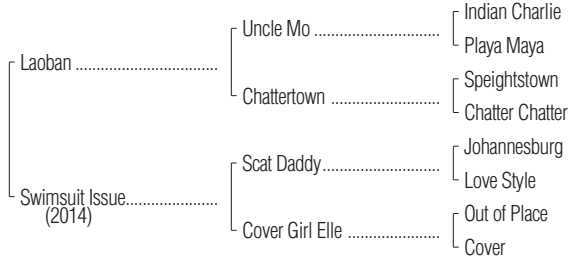 Indian Charlie
Uncle Mo ................................
Playa Maya
Laoban ....................................
Speightstown
Chattertown ............................
Chatter Chatter
Johannesburg
Scat Daddy..............................
Love Style
Swimsuit Issue.......................
(2014)
Out of Place
Cover Girl Elle ........................
Cover